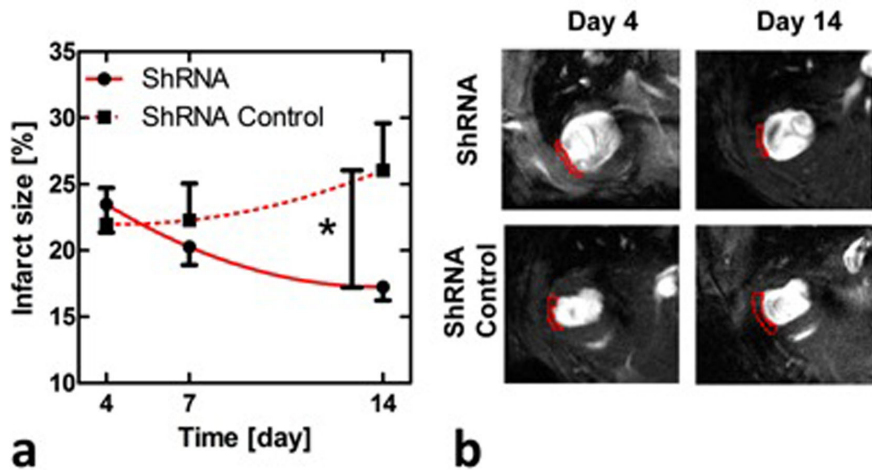 35
30
25
20
15
10
Infarct size [%]
ShRNA
ShRNA Control
*
4
7
14
Time [day]
a
Day 4
Day 14
ShRNA
ShRNA
Control
b